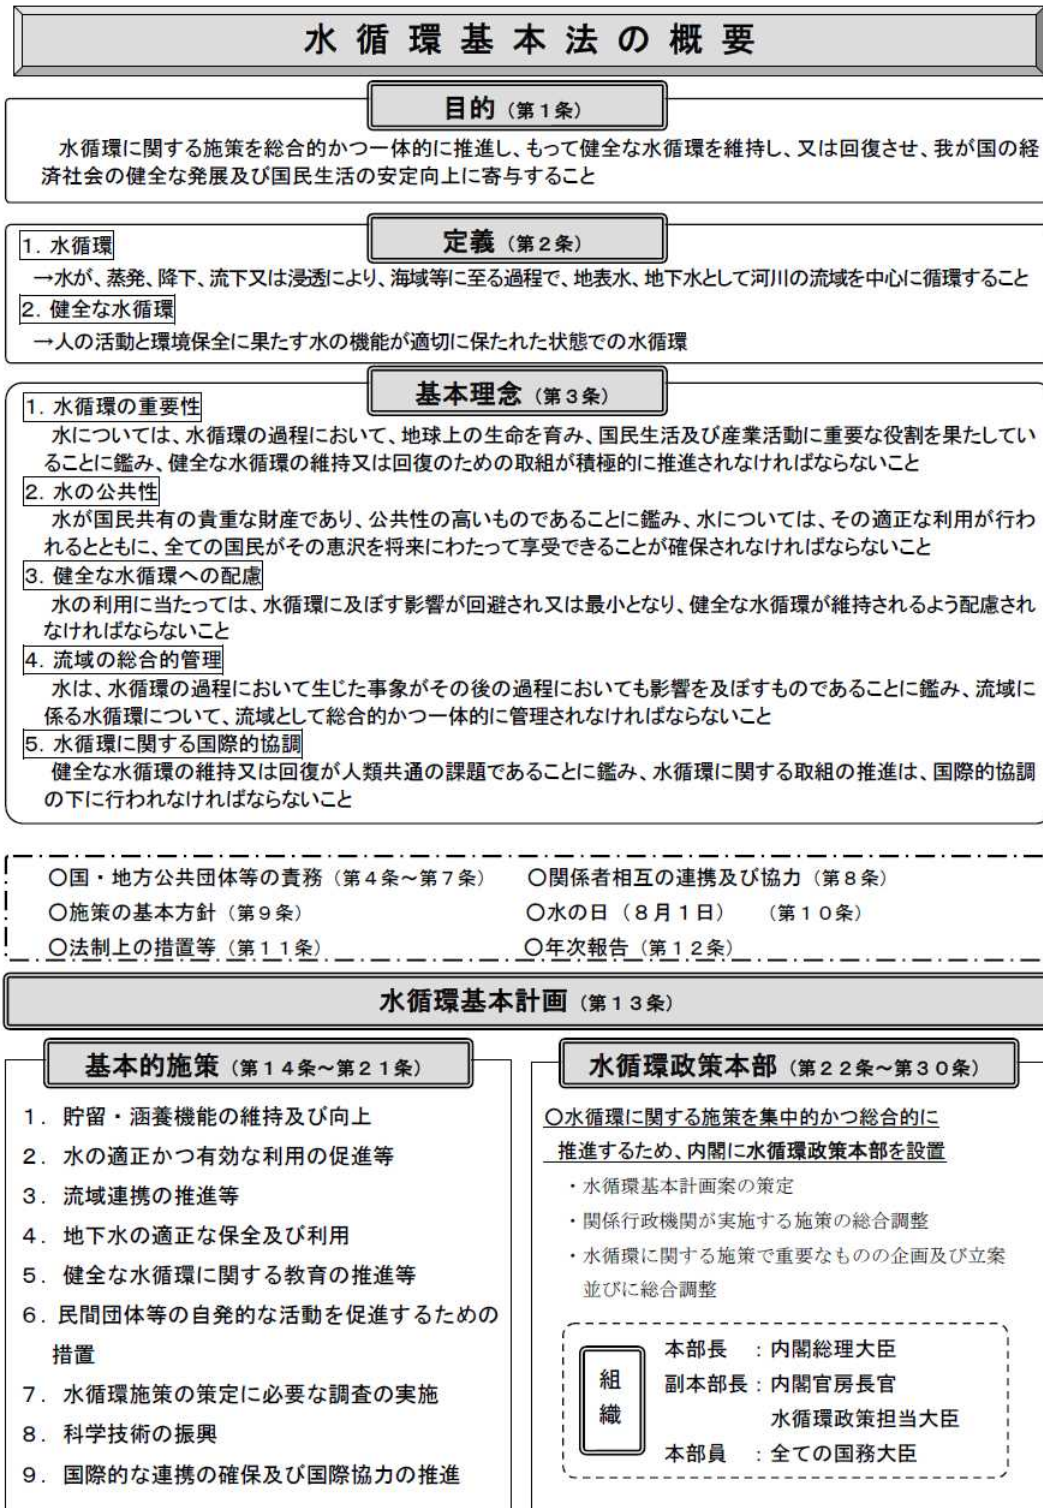 水循環基本法の概要
目的（第１条）
水循環に関する施策を総合的かつ一体的に推進し、もって健全な水循環を維持し、又は回復させ、我が国の経
済社会の健全な発展及び国民生活の安定向上に寄与すること
定義（第２条）
1. 水循環
→水が、蒸発、降下、流下又は浸透により、海域等に至る過程で、地表水、地下水として河川の流域を中心に循環すること
2. 健全な水循環
→人の活動と環境保全に果たす水の機能が適切に保たれた状態での水循環
基本理念（第３条）
1. 水循環の重要性
水については、水循環の過程において、地球上の生命を育み、国民生活及び産業活動に重要な役割を果たしてい
ることに鑑み、健全な水循環の維持又は回復のための取組が積極的に推進されなければならないこと
2. 水の公共性
水が国民共有の貴重な財産であり、公共性の高いものであることに鑑み、水については、その適正な利用が行わ
れるとともに、全ての国民がその恵沢を将来にわたって享受できることが確保されなければならないこと
3. 健全な水循環への配慮
水の利用に当たっては、水循環に及ぼす影響が回避され又は最小となり、健全な水循環が維持されるよう配慮され
なければならないこと
4. 流域の総合的管理
水は、水循環の過程において生じた事象がその後の過程においても影響を及ぼすものであることに鑑み、流域に
係る水循環について、流域として総合的かつ一体的に管理されなければならないこと
5. 水循環に関する国際的協調
健全な水循環の維持又は回復が人類共通の課題であることに鑑み、水循環に関する取組の推進は、国際的協調
の下に行われなければならないこと
○国・地方公共団体等の責務（第４条～第７条） ○関係者相互の連携及び協力（第８条）
○施策の基本方針（第９条） ○水の日（８月１日） （第１０条）
○法制上の措置等（第１１条） ○年次報告（第１２条）
水循環基本計画（第１３条）
基本的施策（第１４条～第２１条）
1. 貯留・涵養機能の維持及び向上
2. 水の適正かつ有効な利用の促進等
3. 流域連携の推進等
4. 地下水の適正な保全及び利用
5. 健全な水循環に関する教育の推進等
6. 民間団体等の自発的な活動を促進するための
措置
7. 水循環施策の策定に必要な調査の実施
8. 科学技術の振興
9. 国際的な連携の確保及び国際協力の推進
水循環政策本部（第２２条～第３０条）
○水循環に関する施策を集中的かつ総合的に
推進するため、内閣に水循環政策本部を設置
・水循環基本計画案の策定
・関係行政機関が実施する施策の総合調整
・水循環に関する施策で重要なものの企画及び立案
並びに総合調整
組織
本部長 ：内閣総理大臣
副本部長：内閣官房長官
水循環政策担当大臣
本部員 ：全ての国務大臣